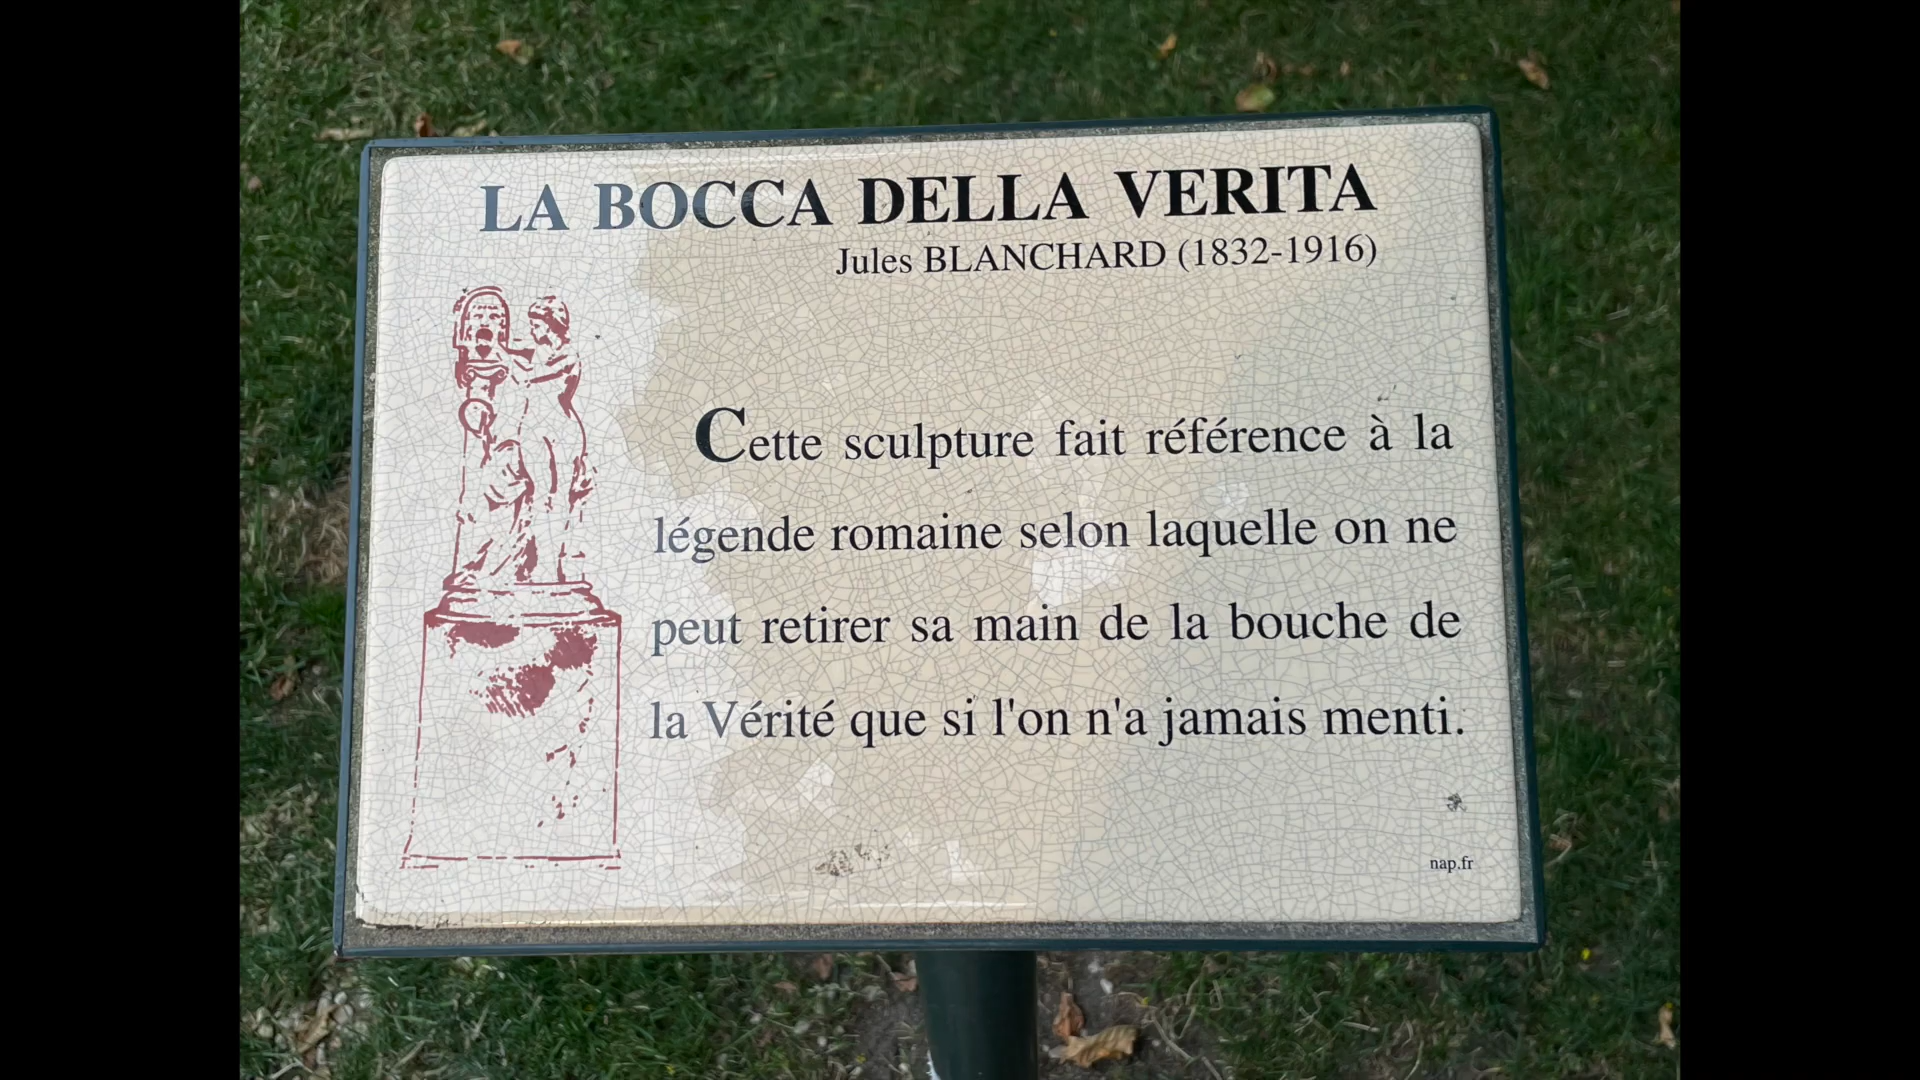 LA BOCCA DELLA VERITA
Jules BLANCHARD (1832-1916)
Cette sculpture fait référence à la
légende romaine selon laquelle on ne
peut retirer sa main de la bouche de
la Vérité que si l'on n'a jamais menti.
nap.fr